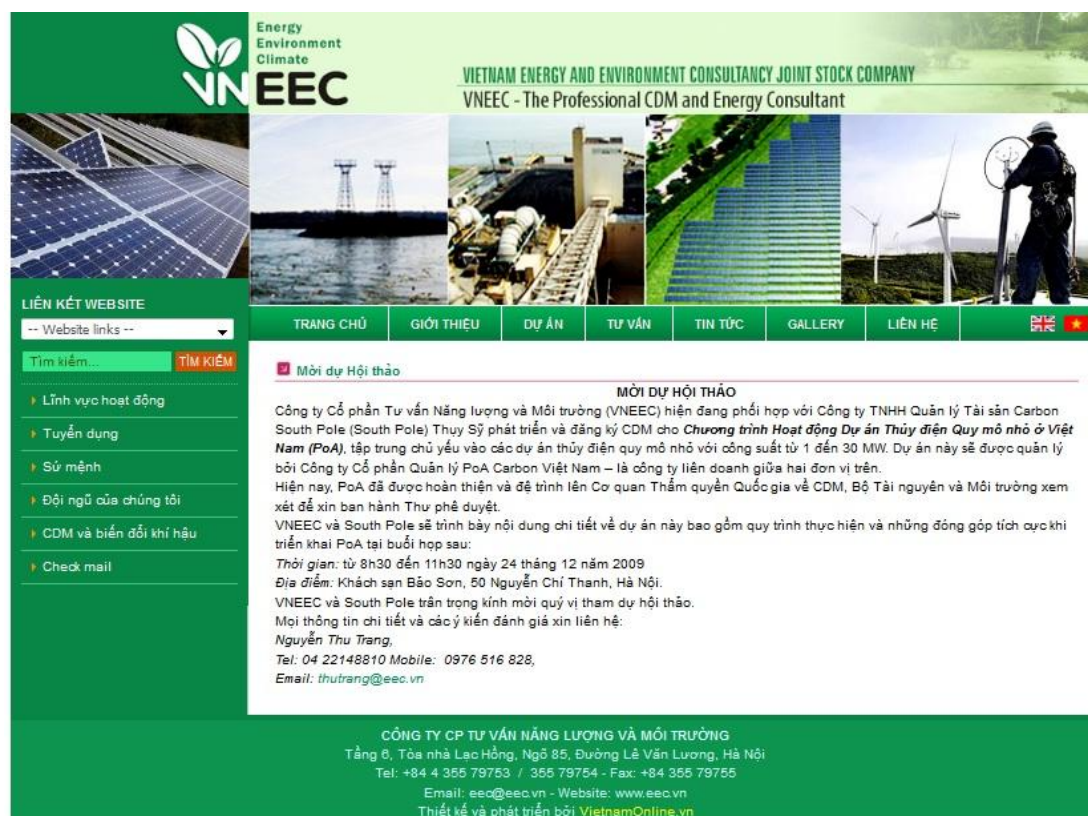 Energy
Environment
Climate
VNEEC
VIETNAM ENERGY AND ENVIRONMENT CONSULTANCY JOINT STOCK COMPANY
VNEEC - The Professional CDM and Energy Consultant
LIÊN KẾT WEBSITE
-- Website links --
Tìm kiếm... TÌM KIẾM
Lĩnh vực hoạt động
Tuyển dụng
Sứ mệnh
Đội ngũ của chúng tôi
CDM và biến đổi khí hậu
Check mail
TRANG CHỦ GIỚI THIỆU DỰ ÁN TƯ VẤN TIN TỨC GALLERY LIÊN HỆ
Mời dự Hội thảo
MỜI DỰ HỘI THẢO
Công ty Cổ phần Tư vấn Năng lượng và Môi trường (VNEEC) hiện đang phối hợp với Công ty TNHH Quản lý Tài sản Carbon
South Pole (South Pole) Thụy Sỹ phát triển và đăng ký CDM cho Chương trình Hoạt động Dự án Thủy điện Quy mô nhỏ ở Việt
Nam (PoA), tập trung chủ yếu vào các dự án thủy điện quy mô nhỏ với công suất từ 1 đến 30 MW. Dự án này sẽ được quản lý
bởi Công ty Cổ phần Quản lý PoA Carbon Việt Nam – là công ty liên doanh giữa hai đơn vị trên.
Hiện nay, PoA đã được hoàn thiện và đệ trình lên Cơ quan Thẩm quyền Quốc gia về CDM, Bộ Tài nguyên và Môi trường xem
xét để xin ban hành Thư phê duyệt.
VNEEC và South Pole sẽ trình bày nội dung chi tiết về dự án này bao gồm quy trình thực hiện và những đóng góp tích cực khi
triển khai PoA tại buổi họp sau:
Thời gian: từ 8h30 đến 11h30 ngày 24 tháng 12 năm 2009
Địa điểm: Khách sạn Bảo Sơn, 50 Nguyễn Chí Thanh, Hà Nội.
VNEEC và South Pole trân trọng kính mời quý vị tham dự hội thảo.
Mọi thông tin chi tiết và các ý kiến đánh giá xin liên hệ:
Nguyễn Thu Trang,
Tel: 04 22148810 Mobile: 0976 516 828,
Email: thutrang@eec.vn
CÔNG TY CP TƯ VẤN NĂNG LƯỢNG VÀ MÔI TRƯỜNG
Tầng 6, Tòa nhà Lạc Hồng, Ngõ 85, Đường Lê Văn Lương, Hà Nội
Tel: +84 4 355 79753 / 355 79754 - Fax: +84 355 79755
Email: eec@eec.vn - Website: www.eec.vn
Thiết kế và phát triển bởi VietnamOnline.vn